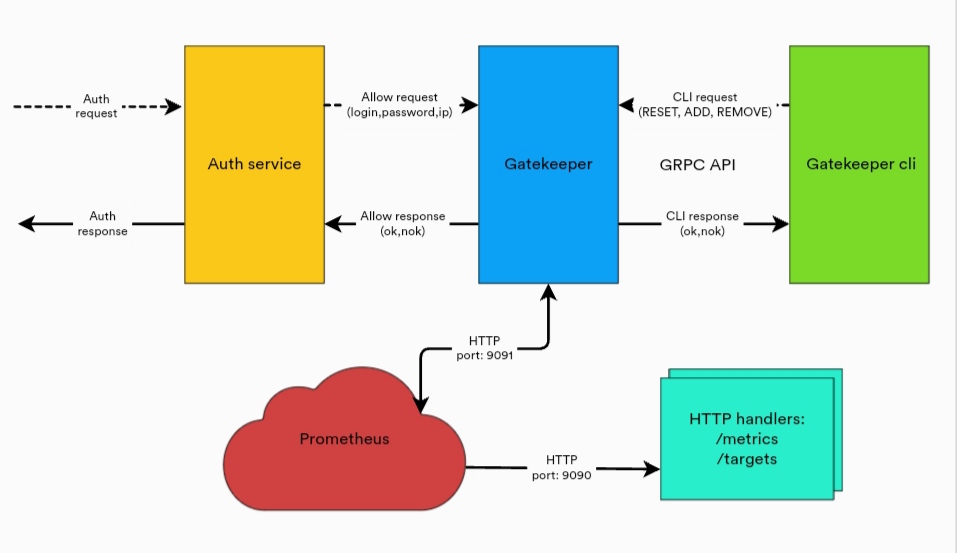 Auth
request
Auth service
Allow request
(login,password,ip)
Gatekeeper
CLI request
(RESET, ADD, REMOVE)
GRPC API
Gatekeeper cli
Auth
response
Allow response
(ok,nok)
CLI response
(ok,nok)
HTTP
port: 9091
Prometheus
HTTP
port: 9090
HTTP handlers:
/metrics
/targets